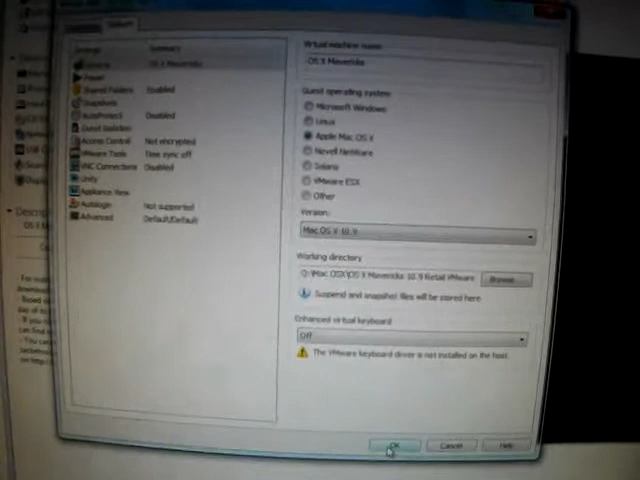 Options
Settings Summary
General OS X Mavericks
Power
Shared Folders Enabled
Snapshots
AutoProtect Disabled
Guest Isolation
Access Control Not encrypted
VMware Tools Time sync off
VNC Connections Disabled
Unity
Appliance View
Autologin Not supported
Advanced Default/Default
Virtual machine name
OS X Mavericks
Guest operating system
Microsoft Windows
Linux
Apple Mac OS X
Novell NetWare
Solaris
VMware ESX
Other
Version:
Mac OS X 10.9
Working directory
\Mac OSX\OS X Mavericks 10.9 Retail VMware
Browse...
Suspend and snapshot files will be stored here.
Enhanced virtual keyboard
Off
The VMware keyboard driver is not installed on the host.
OK Cancel Help